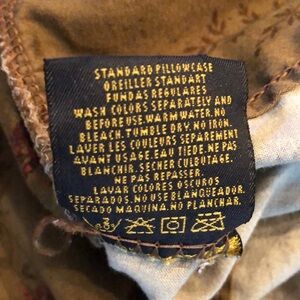 STANDARD PILLOWCASE
OREILLER STANDART
FUNDAS REGULARES
WASH COLORS SEPARATELY AND
BEFORE USE. WARM WATER. NO
BLEACH. TUMBLE DRY. NO IRON.
LAVER LES COULEURS SEPAREMENT
AVANT USAGE. EAU TIEDE. NE PAS
BLANCHIR. SECHER CULBUTAGE.
NE PAS REPASSER.
LAVAR COLORES OSCUROS
SEPARADOS. NO USE BLANQUEADOR.
SECADO MAQUINA. NO PLANCHAR.